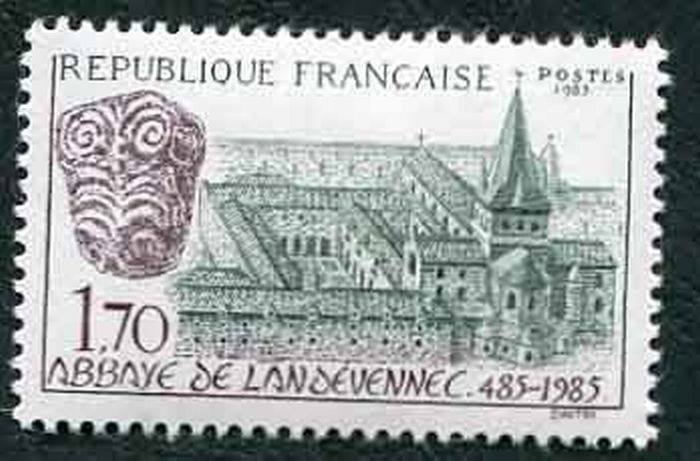 REPUBLIQUE FRANÇAISE
POSTES
1985
1,70
ABBAYE DE LANDÉVENNEC. 485-1985